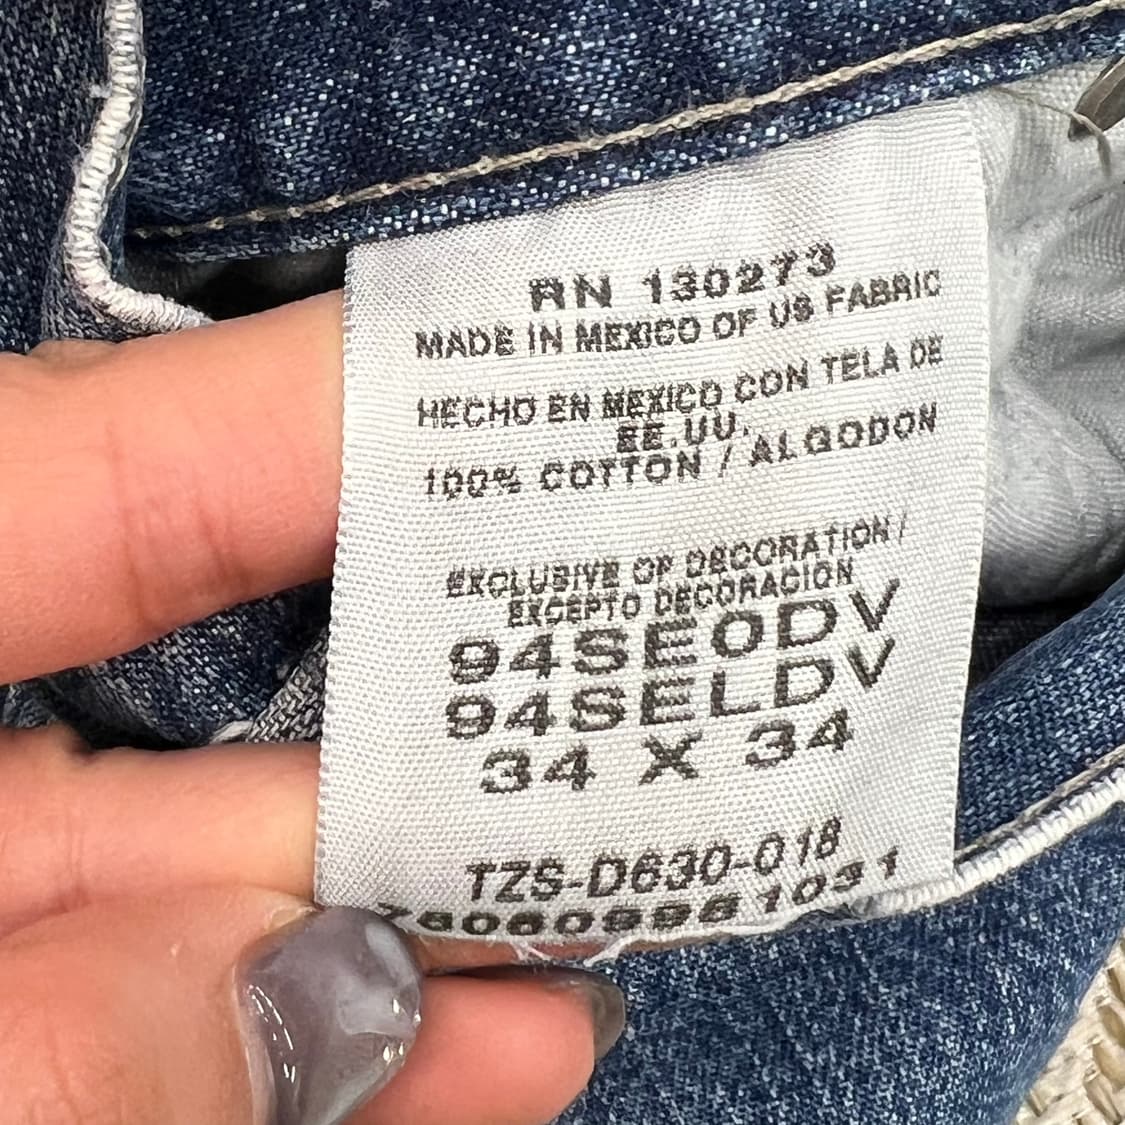 RN 130273
MADE IN MEXICO OF US FABRIC
HECHO EN MEXICO CON TELA DE
EE.UU.
100% COTTON / ALGODON
EXCLUSIVE OF DECORATION /
EXCEPTO DECORACION
94SEODV
94SELDV
34 X 34
TZS-D630-018